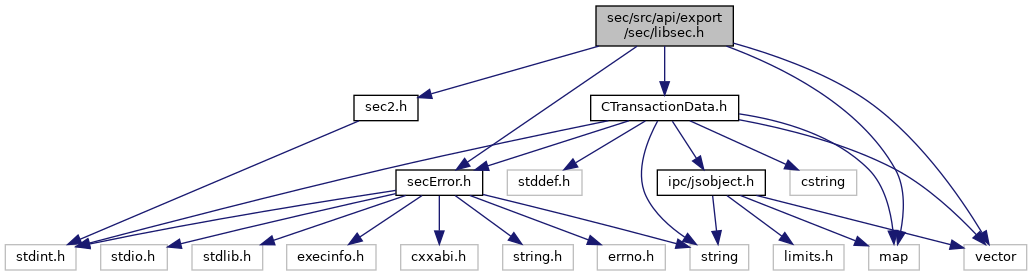 sec/src/api/export
/sec/libsec.h
sec2.h
CTransactionData.h
secError.h
stddef.h
ipc/jsobject.h
cstring
stdint.h
stdio.h
stdlib.h
execinfo.h
cxxabi.h
string.h
errno.h
string
limits.h
map
vector